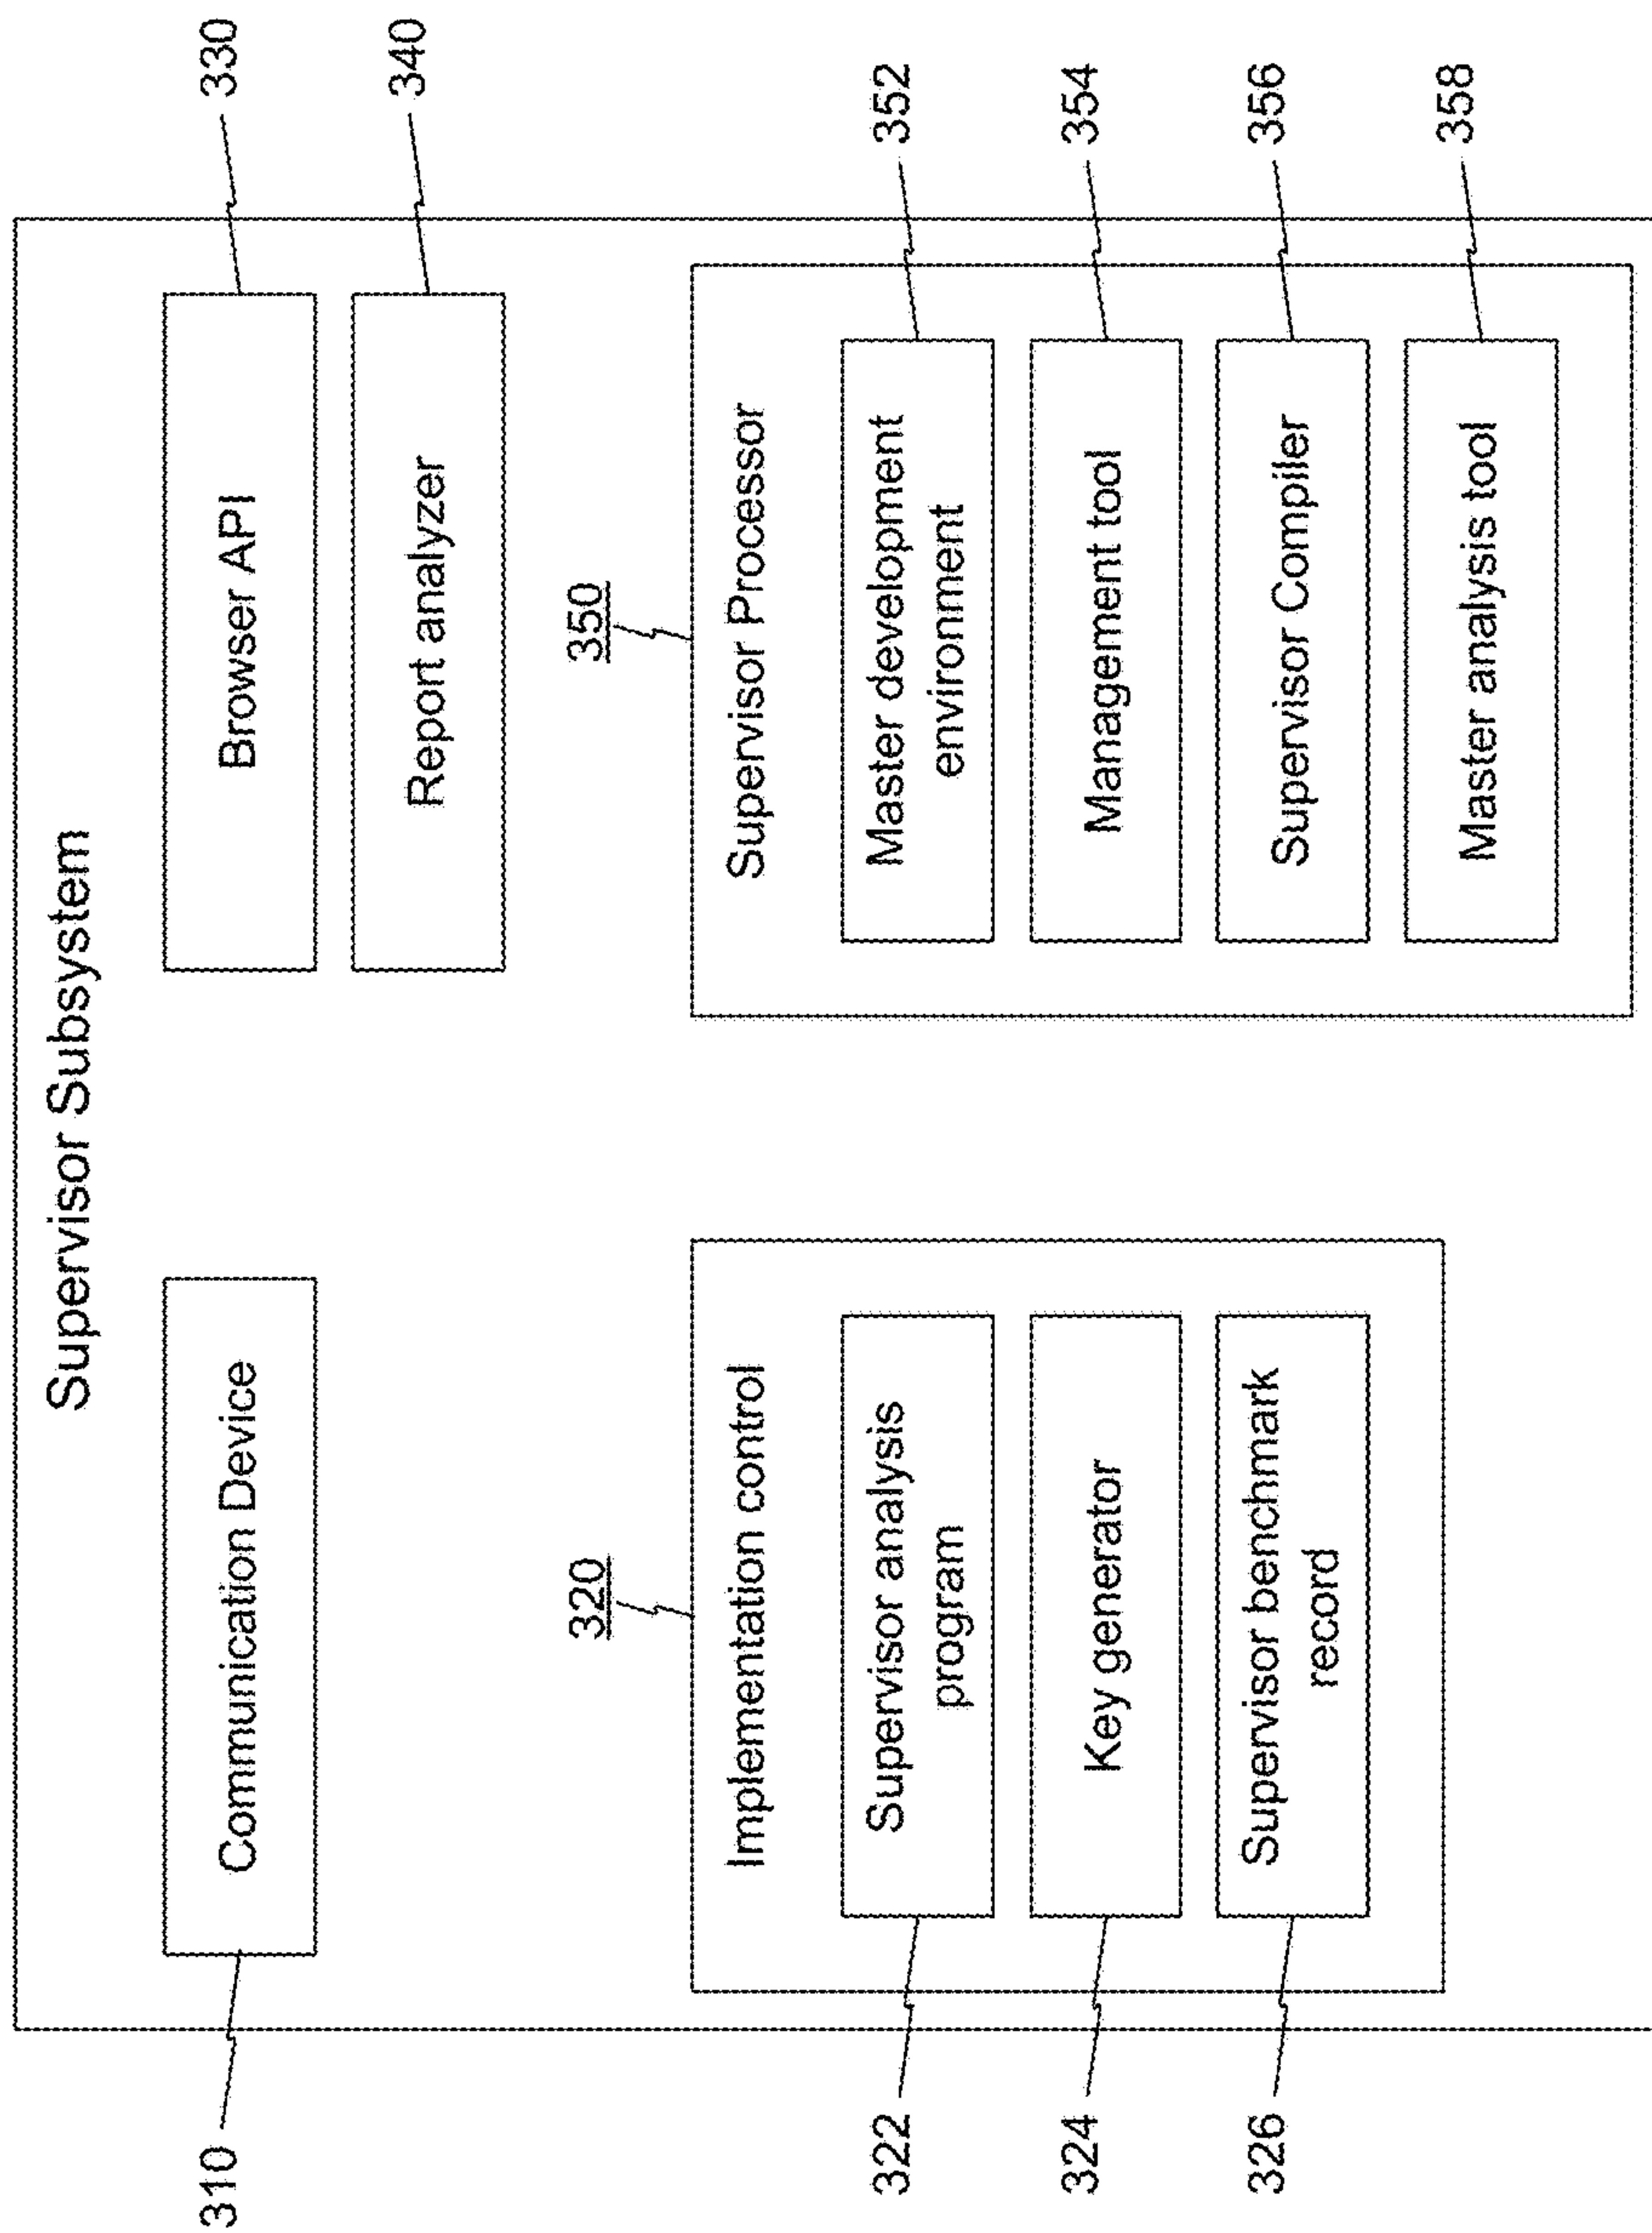 Supervisor Subsystem
310
Communication Device
Browser API
330
Report analyzer
340
320
Implementation control
322
Supervisor analysis
program
324
Key generator
326
Supervisor benchmark
record
350
Supervisor Processor
Master development
environment
352
Management tool
354
Supervisor Compiler
356
Master analysis tool
358